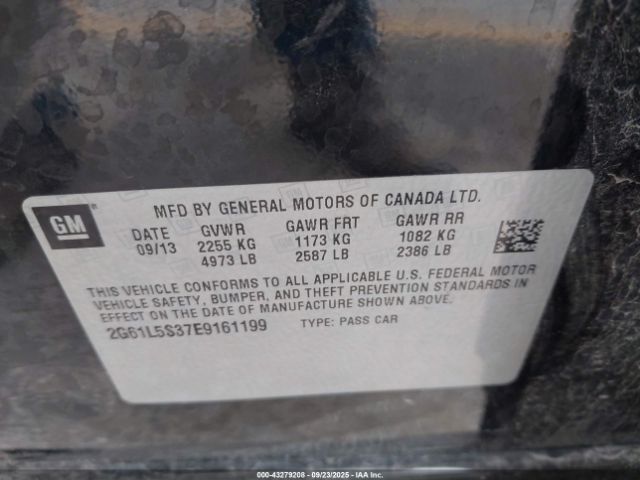 GM
MFD BY GENERAL MOTORS OF CANADA LTD.
DATE GVWR GAWR FRT GAWR RR
09/13 2255 KG 1173 KG 1082 KG
4973 LB 2587 LB 2386 LB
THIS VEHICLE CONFORMS TO ALL APPLICABLE U.S. FEDERAL MOTOR
VEHICLE SAFETY, BUMPER, AND THEFT PREVENTION STANDARDS IN
EFFECT ON THE DATE OF MANUFACTURE SHOWN ABOVE.
2G61L5S37E9161199 TYPE: PASS CAR
000-43279208 - 09/23/2025 - IAA Inc.